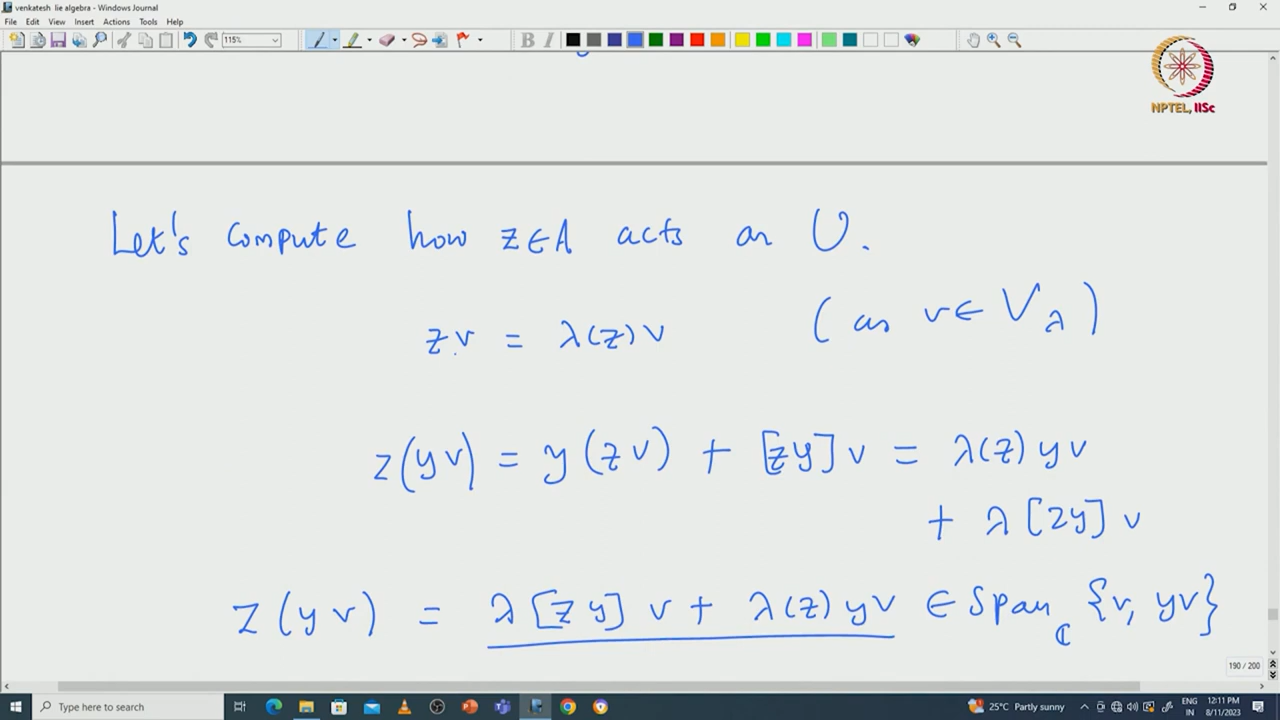 venkatesh lie algebra - Windows Journal
File Edit View Insert Actions Tools Help
115%
NPTEL, IISc
Let's compute how z∈A acts on U.
zv = λ(z)v (as v∈ V_λ)
z(yv) = y(zv) + [zy]v = λ(z) yv
+ λ[zy] v
z(yv) = λ[zy] v + λ(z) yv ∈ Span_ℂ {v, yv}
190 / 200
Type here to search
25°C Partly sunny
ENG
IN
12:11 PM
8/11/2023